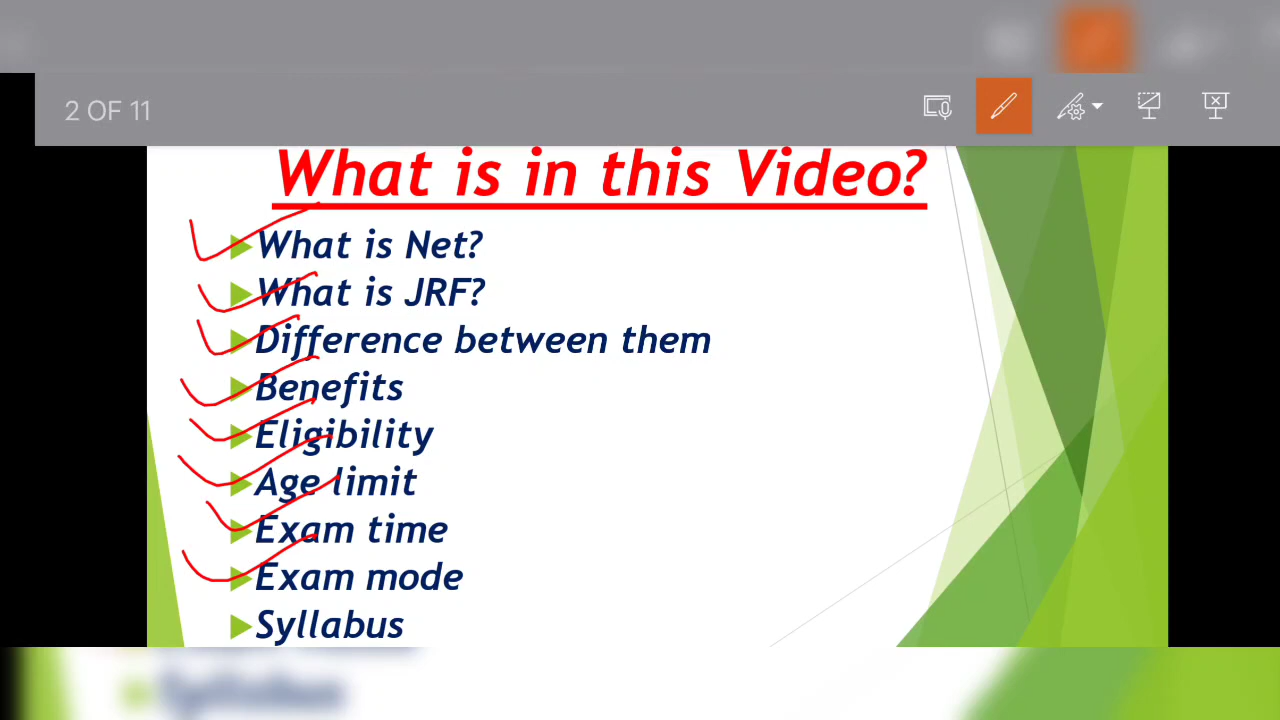 2 OF 11
What is in this Video?
What is Net?
What is JRF?
Difference between them
Benefits
Eligibility
Age limit
Exam time
Exam mode
Syllabus
Syllabus